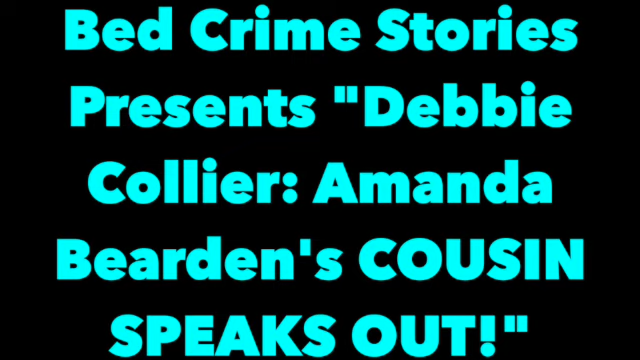 Bed Crime Stories
Presents "Debbie
Collier: Amanda
Bearden's COUSIN
SPEAKS OUT!"